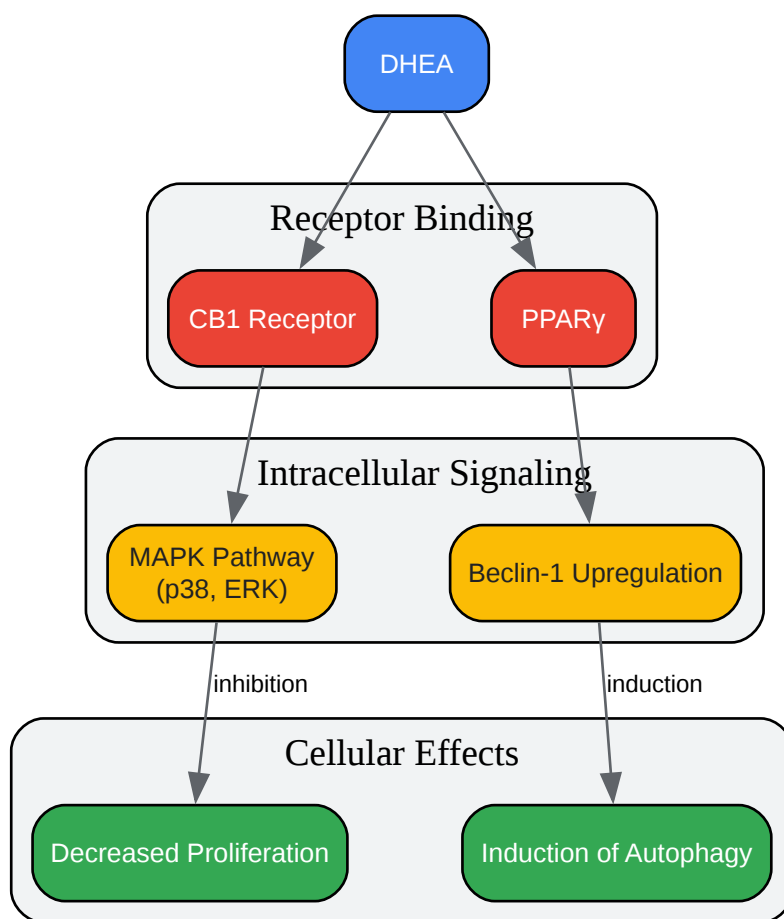 DHEA
Receptor Binding
CB1 Receptor
PPARγ
Intracellular Signaling
MAPK Pathway
(p38, ERK)
Beclin-1 Upregulation
inhibition
induction
Cellular Effects
Decreased Proliferation
Induction of Autophagy